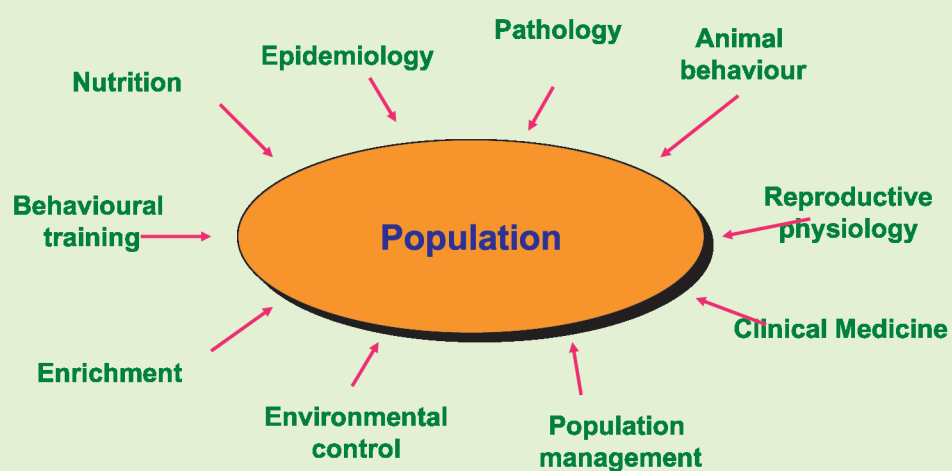 Pathology
Animal
behaviour
Epidemiology
Nutrition
Behavioural
training
Population
Reproductive
physiology
Clinical Medicine
Enrichment
Environmental
control
Population
management